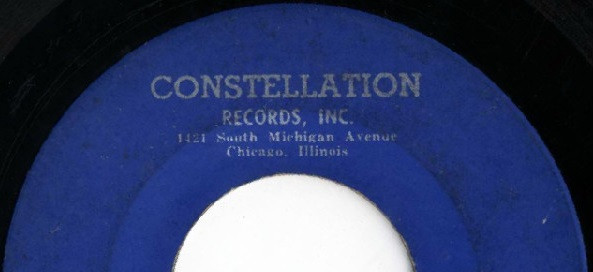 CONSTELLATION
RECORDS, INC.
1421 South Michigan Avenue
Chicago, Illinois